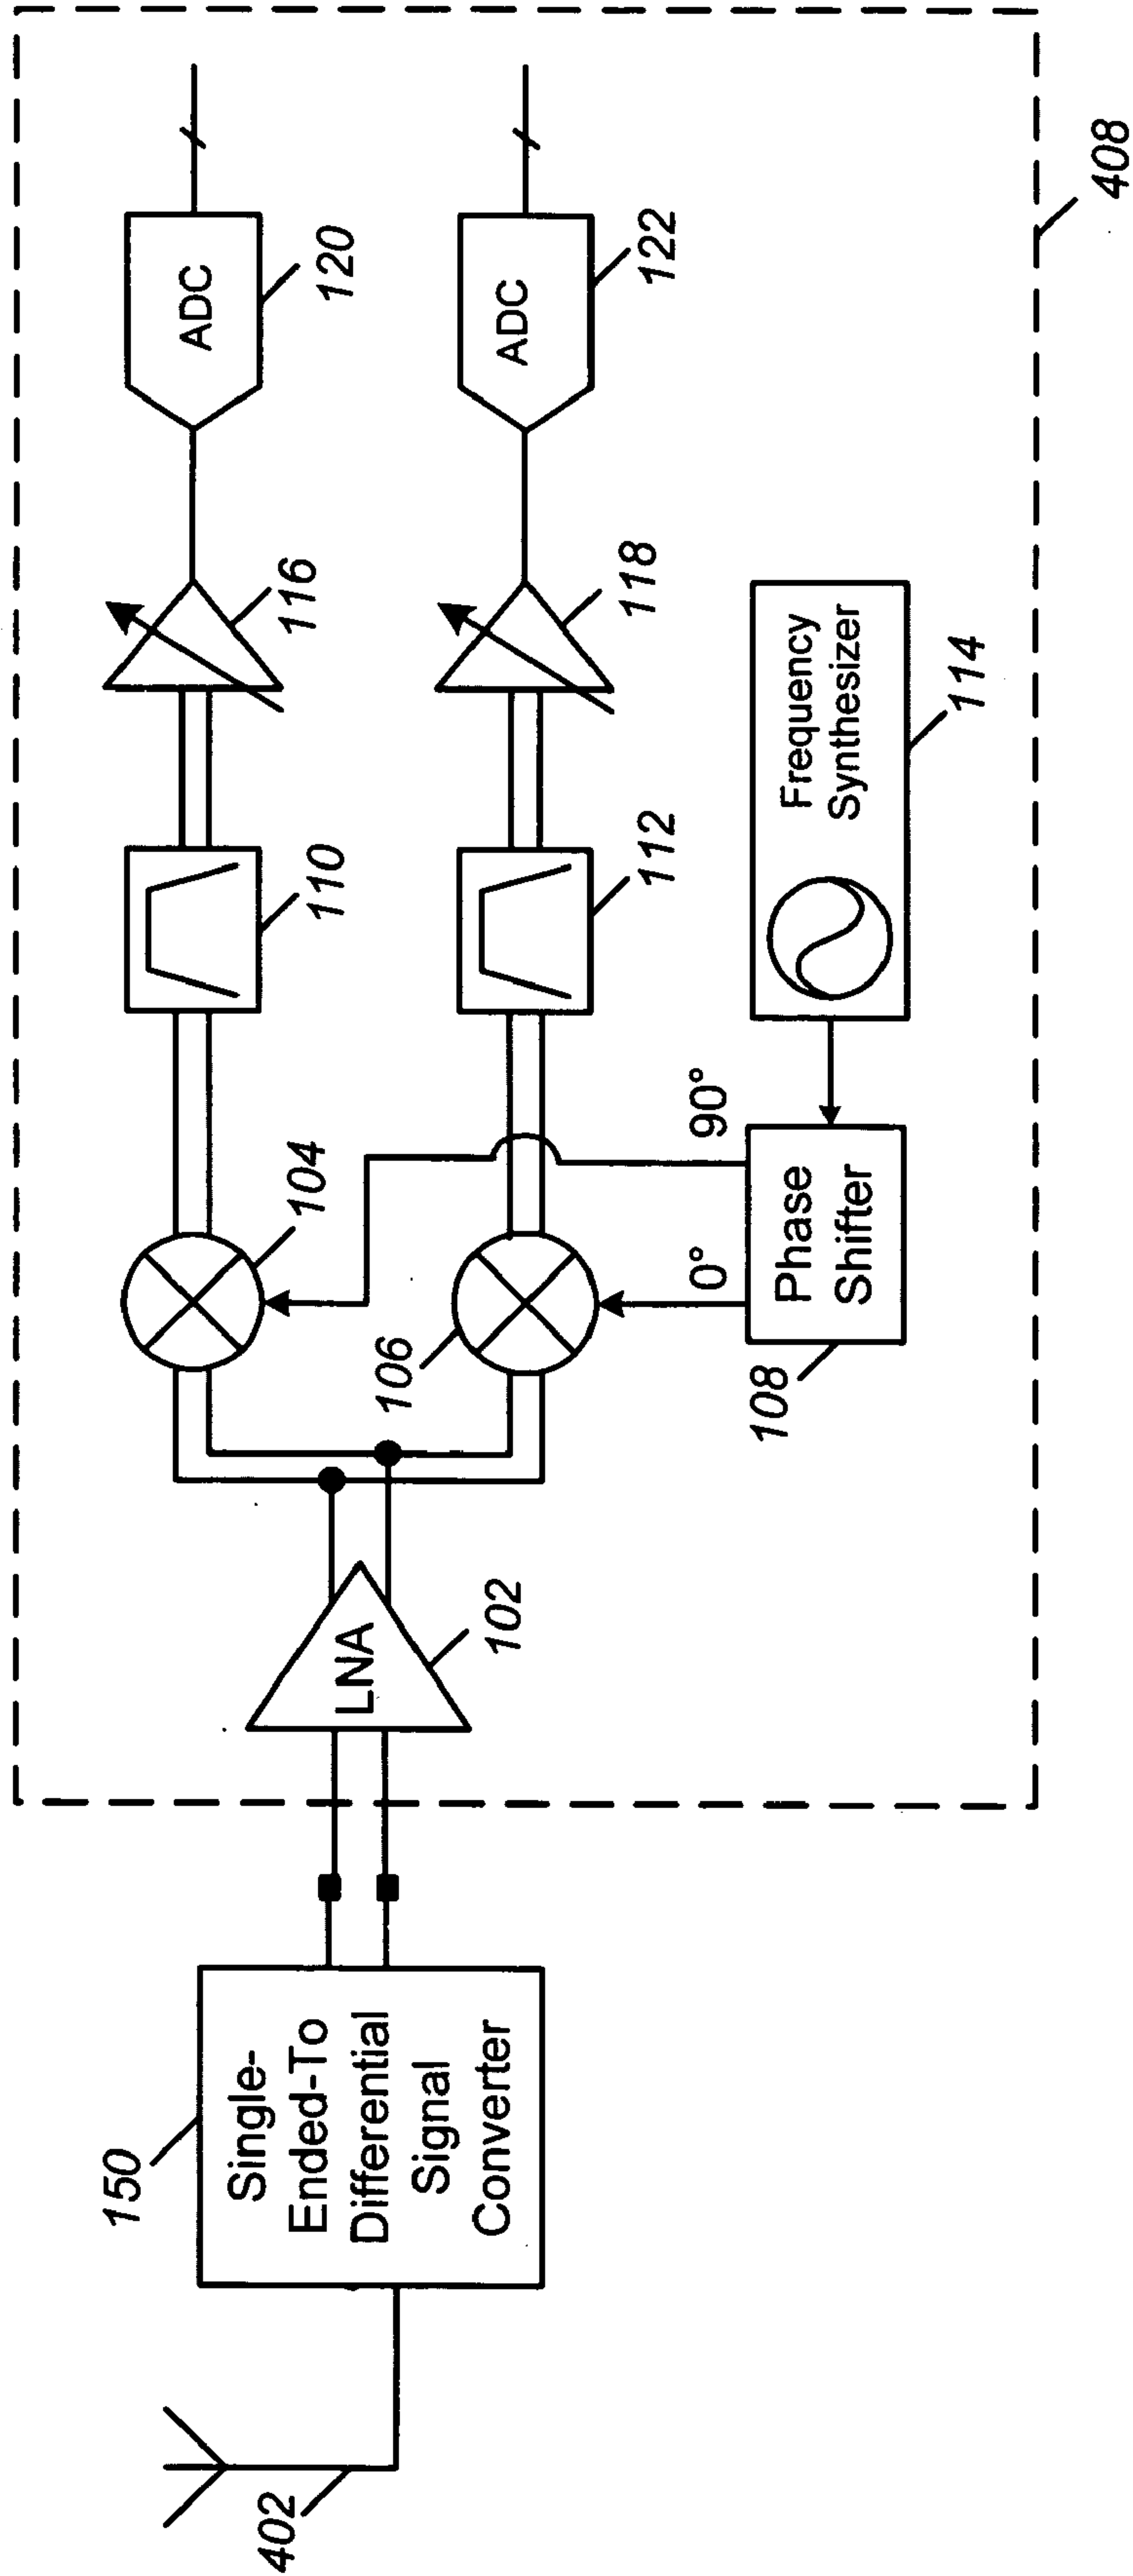 402
150
Single-
Ended-To
Differential
Signal
Converter
LNA
102
104
106
110
112
116
118
ADC
120
ADC
122
0°
90°
Phase
Shifter
108
Frequency
Synthesizer
114
408